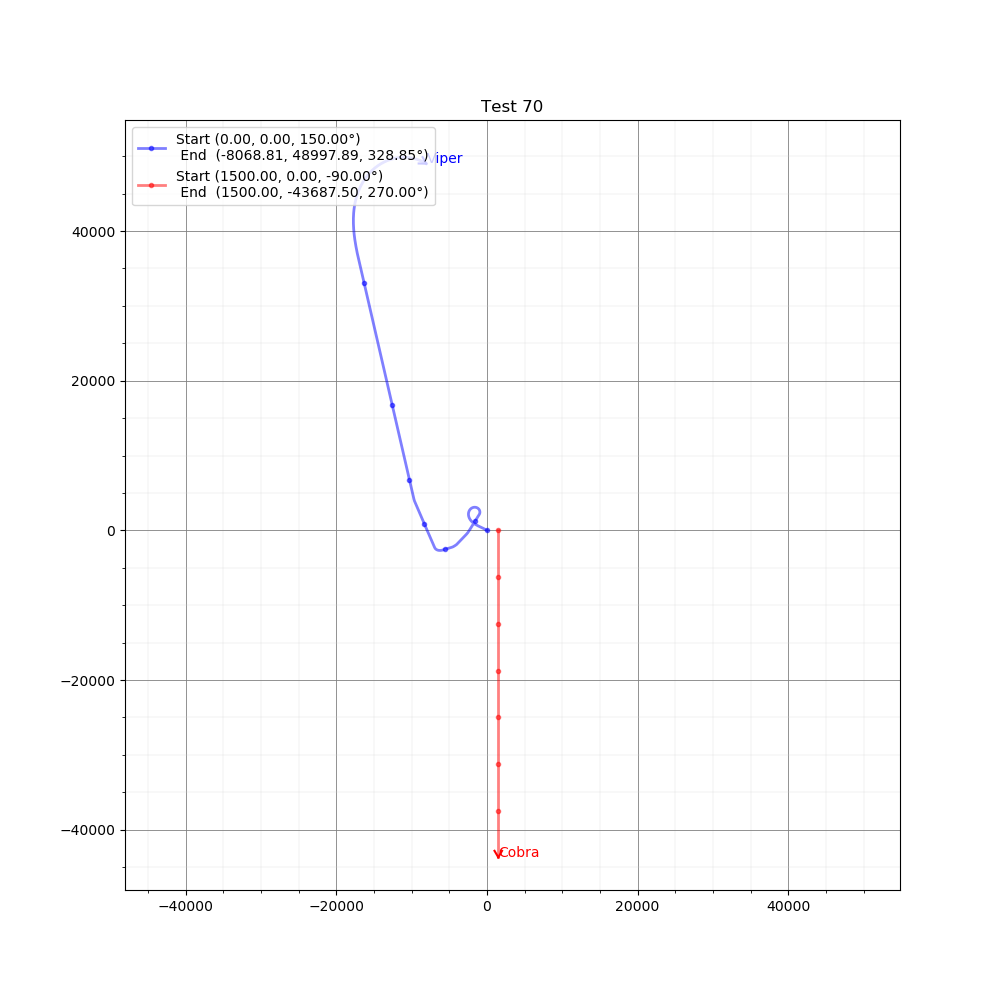 Test 70
Start (0.00, 0.00, 150.00°)
End (-8068.81, 48997.89, 328.85°)
Start (1500.00, 0.00, -90.00°)
End (1500.00, -43687.50, 270.00°)
Viper
40000
20000
0
−20000
−40000
Cobra
−40000
−20000
0
20000
40000